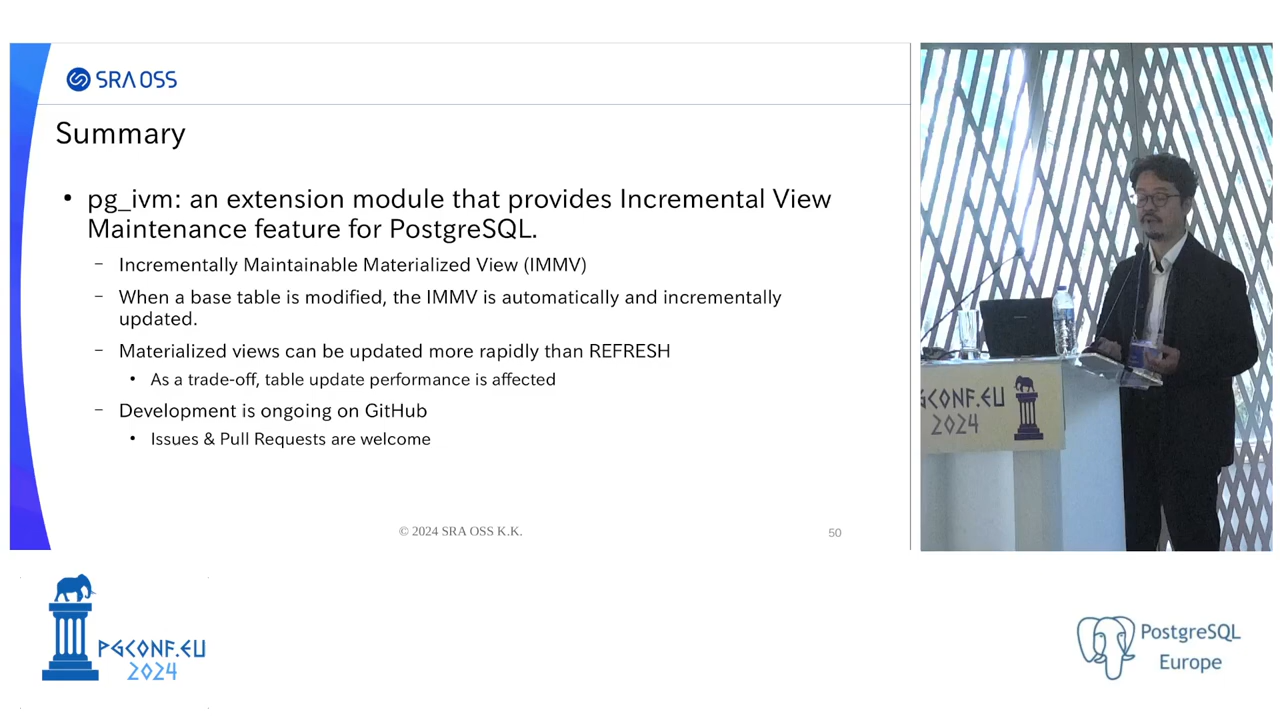 SRA OSS
Summary
• pg_ivm: an extension module that provides Incremental View
Maintenance feature for PostgreSQL.
– Incrementally Maintainable Materialized View (IMMV)
– When a base table is modified, the IMMV is automatically and incrementally
updated.
– Materialized views can be updated more rapidly than REFRESH
• As a trade-off, table update performance is affected
– Development is ongoing on GitHub
• Issues & Pull Requests are welcome
© 2024 SRA OSS K.K.
50
GCONF.EU
2024
PGCONF.EU
2024
PostgreSQL
Europe